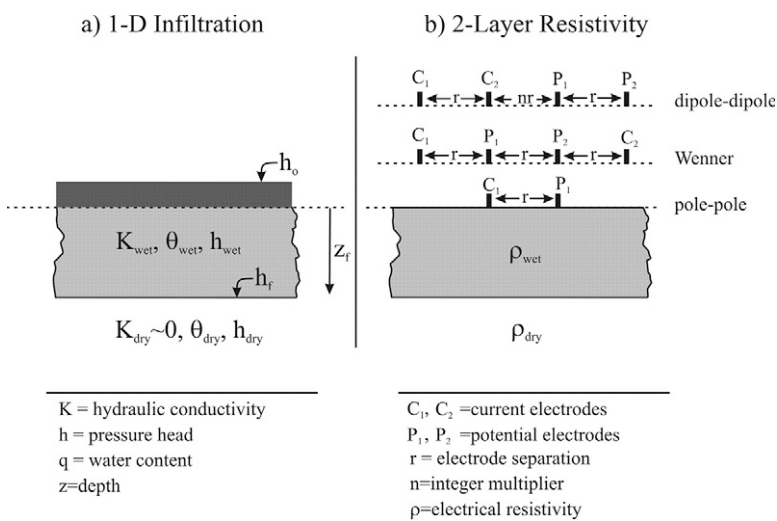 a) 1-D Infiltration
h₀
K_wet, θ_wet, h_wet
z_f
h_f
K_dry~0, θ_dry, h_dry
K = hydraulic conductivity
h = pressure head
q = water content
z=depth
b) 2-Layer Resistivity
C₁ C₂ P₁ P₂
r nr r
dipole-dipole
C₁ P₁ P₂ C₂
r r r
Wenner
C₁ P₁
r
pole-pole
ρ_wet
ρ_dry
C₁, C₂ =current electrodes
P₁, P₂ =potential electrodes
r = electrode separation
n=integer multiplier
ρ=electrical resistivity